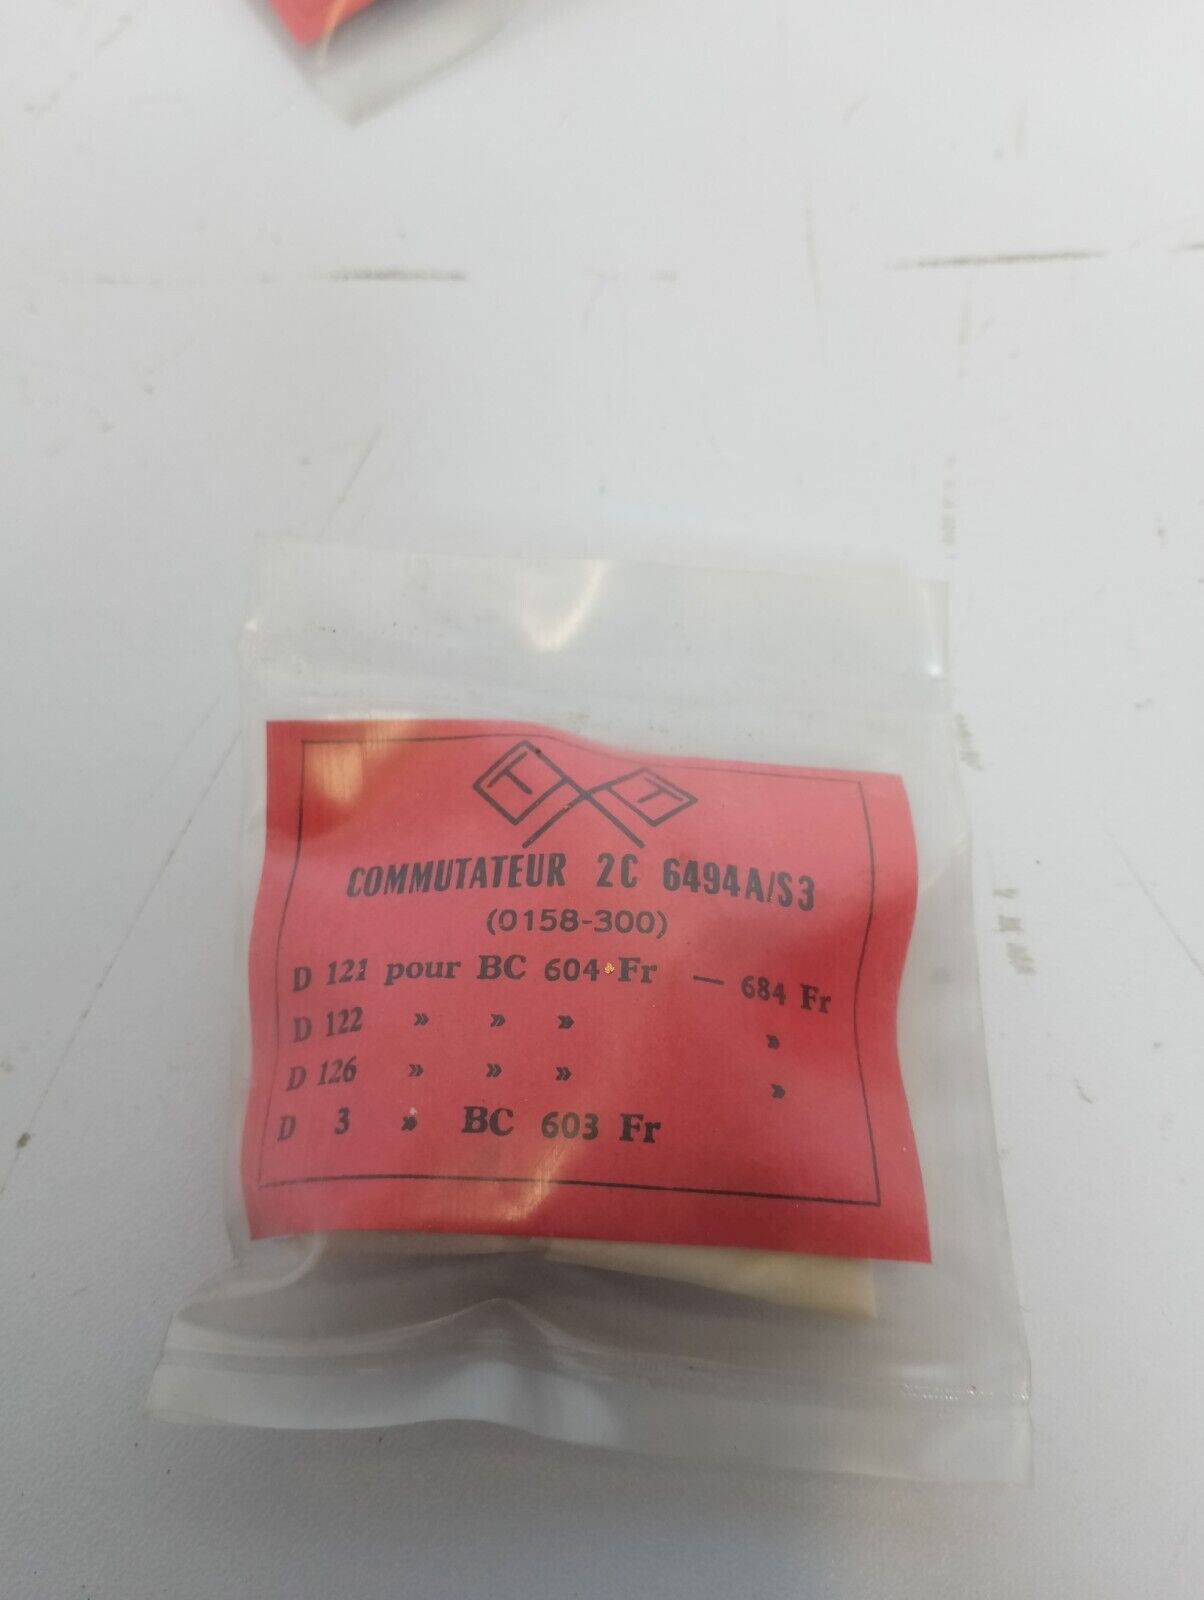 T T
COMMUTATEUR 2C 6494A/S3
(0158-300)
D 121 pour BC 604 Fr — 684 Fr
D 122 » » » »
D 126 » » » »
D 3 » BC 603 Fr